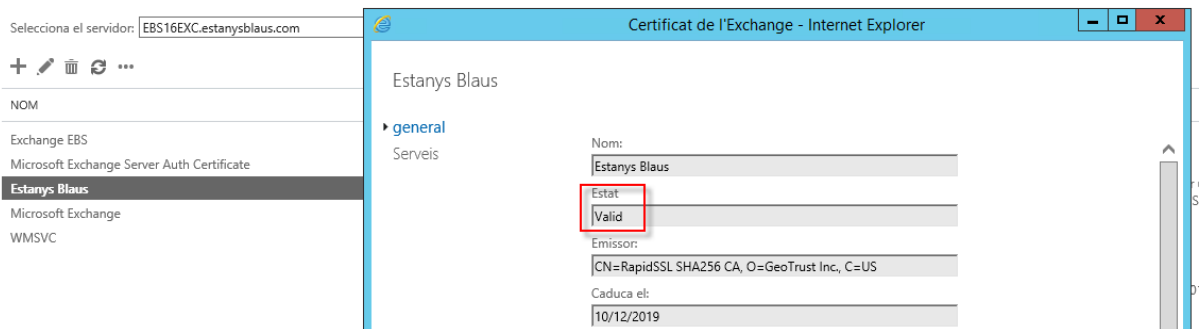 Selecciona el servidor: EBS16EXC.estanysblaus.com
NOM
Exchange EBS
Microsoft Exchange Server Auth Certificate
Estanys Blaus
Microsoft Exchange
WMSVC
Certificat de l'Exchange - Internet Explorer
Estanys Blaus
general
Serveis
Nom:
Estanys Blaus
Estat
Valid
Emissor:
CN=RapidSSL SHA256 CA, O=GeoTrust Inc., C=US
Caduca el:
10/12/2019